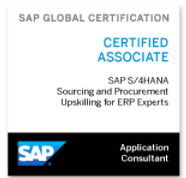 SAP GLOBAL CERTIFICATION
CERTIFIED
ASSOCIATE
SAP S/4HANA
Sourcing and Procurement
Upskilling for ERP Experts
SAP
Application
Consultant